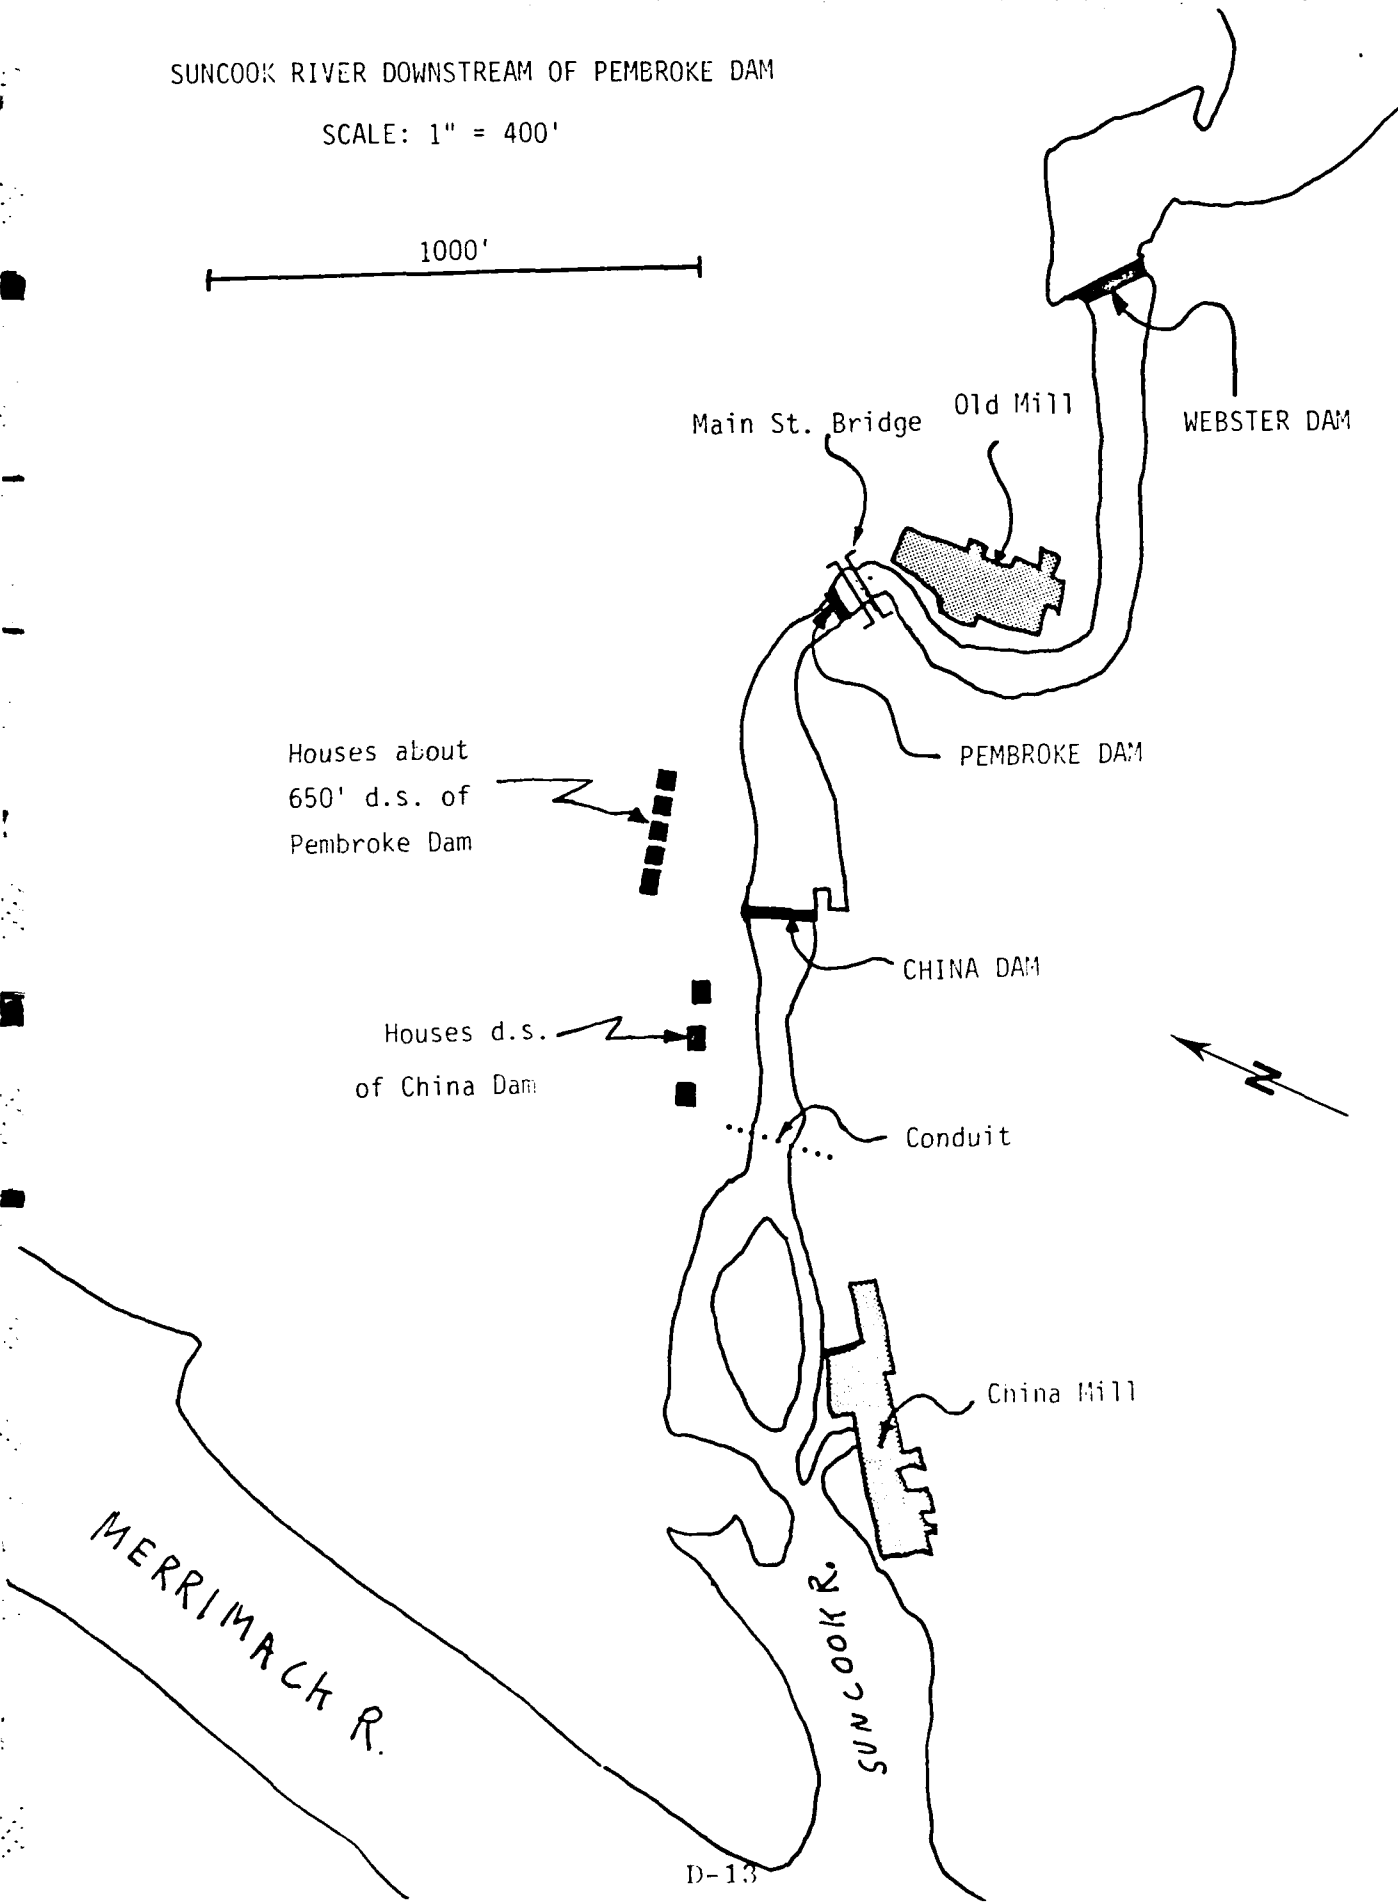 SUNCOOK RIVER DOWNSTREAM OF PEMBROKE DAM
SCALE: 1" = 400'
1000'
Main St. Bridge
Old Mill
WEBSTER DAM
Houses about
650' d.s. of
Pembroke Dam
PEMBROKE DAM
CHINA DAM
Houses d.s.
of China Dam
N
Conduit
China Mill
MERRIMACK R.
SUNCOOK R.
D-13